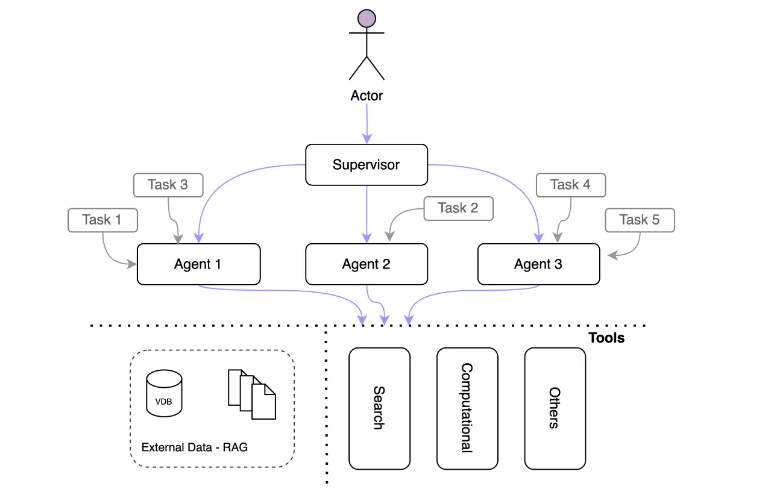 Actor
Supervisor
Task 3
Task 4
Task 1
Task 2
Task 5
Agent 1
Agent 2
Agent 3
Tools
VDB
External Data - RAG
Search
Computational
Others